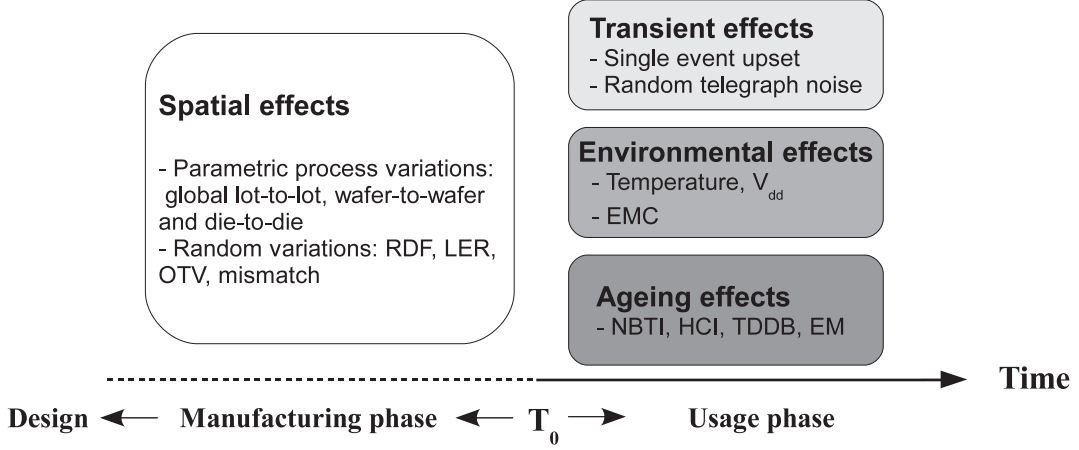 Spatial effects
- Parametric process variations:
global lot-to-lot, wafer-to-wafer
and die-to-die
- Random variations: RDF, LER,
OTV, mismatch
Transient effects
- Single event upset
- Random telegraph noise
Environmental effects
- Temperature, Vdd
- EMC
Ageing effects
- NBTI, HCI, TDDB, EM
Time
Design Manufacturing phase T0 Usage phase